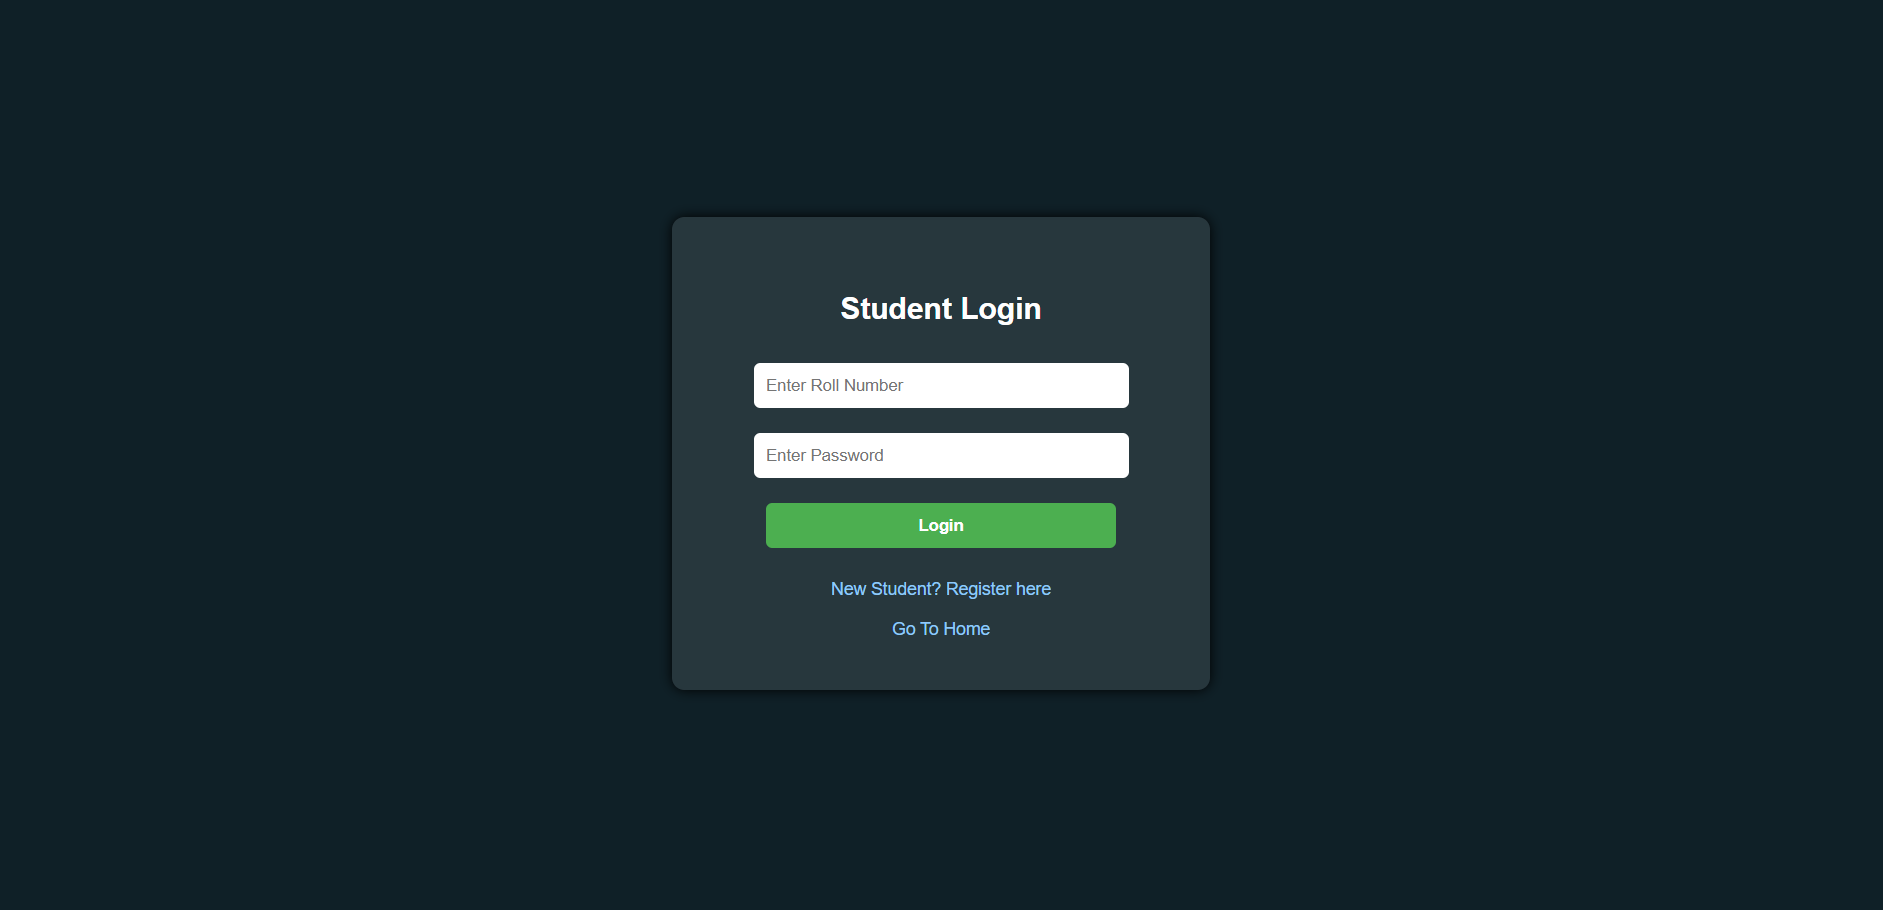 Student Login
Enter Roll Number
Enter Password
Login
New Student? Register here
Go To Home